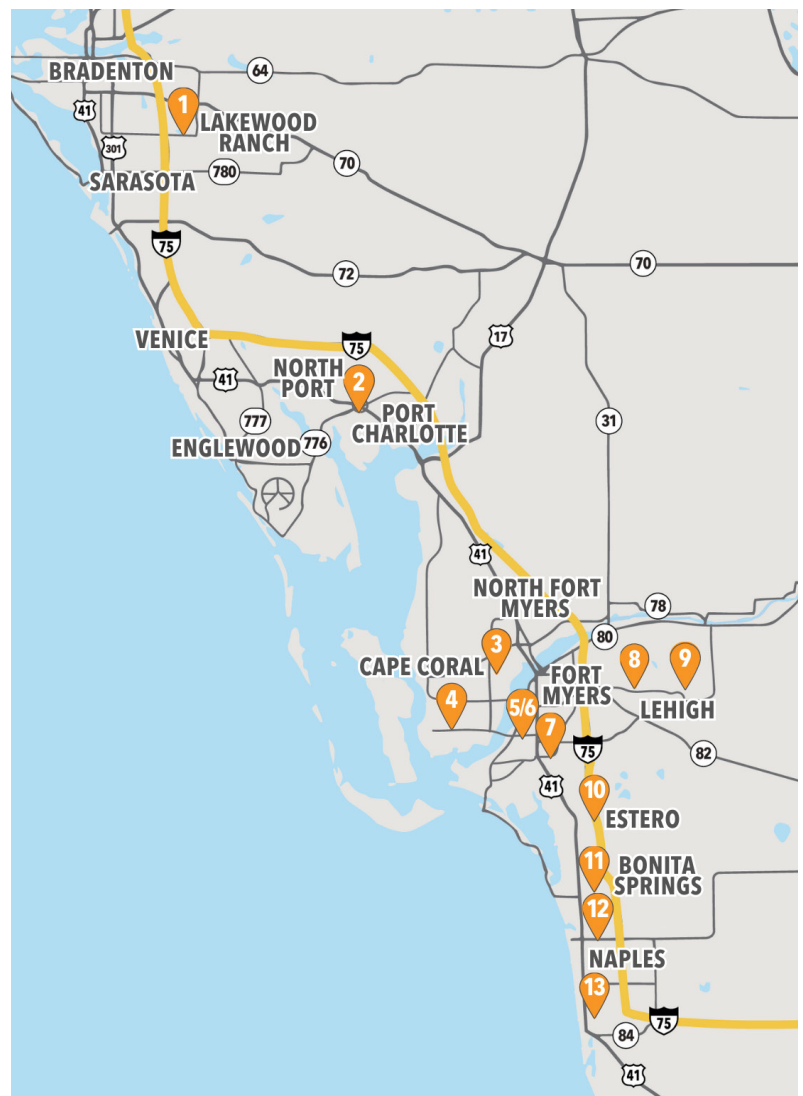 BRADENTON
64
41
1
LAKEWOOD
RANCH
301
70
780
SARASOTA
75
72
70
17
VENICE
75
NORTH
PORT
2
41
PORT
CHARLOTTE
777
776
31
ENGLEWOOD
41
NORTH FORT
MYERS
78
80
3
8
9
CAPE CORAL
FORT
MYERS
4
5/6
LEHIGH
7
75
82
41
10
ESTERO
11
BONITA
SPRINGS
12
NAPLES
13
75
84
41